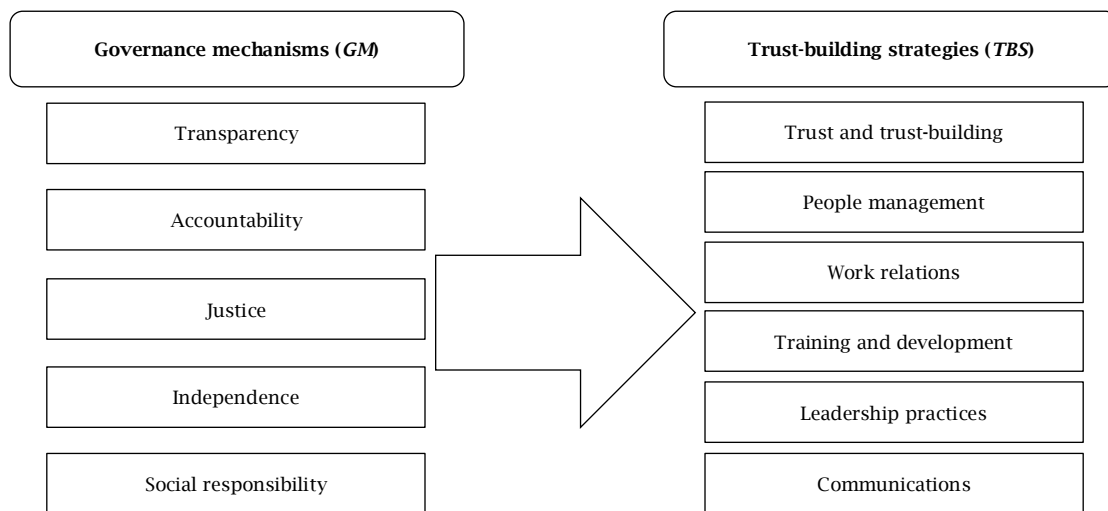 Governance mechanisms (GM)
Transparency
Accountability
Justice
Independence
Social responsibility
Trust-building strategies (TBS)
Trust and trust-building
People management
Work relations
Training and development
Leadership practices
Communications